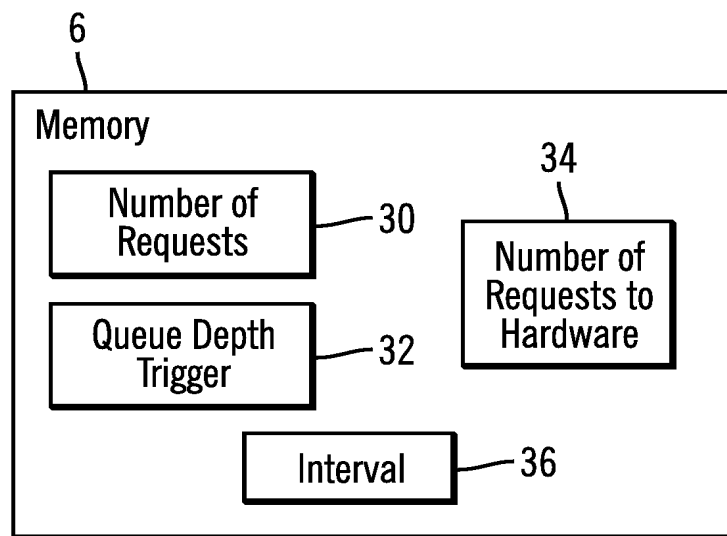 6
Memory
34
Number of
Requests
30
Number of
Requests to
Hardware
Queue Depth
Trigger
32
Interval
36